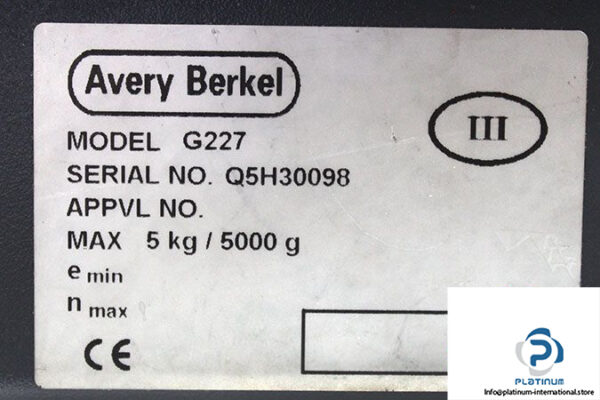 Avery Berkel
III
MODEL G227
SERIAL NO. Q5H30098
APPVL NO.
MAX 5 kg / 5000 g
e min
n max
CE
PLATINUM
Info@platinum-international.store